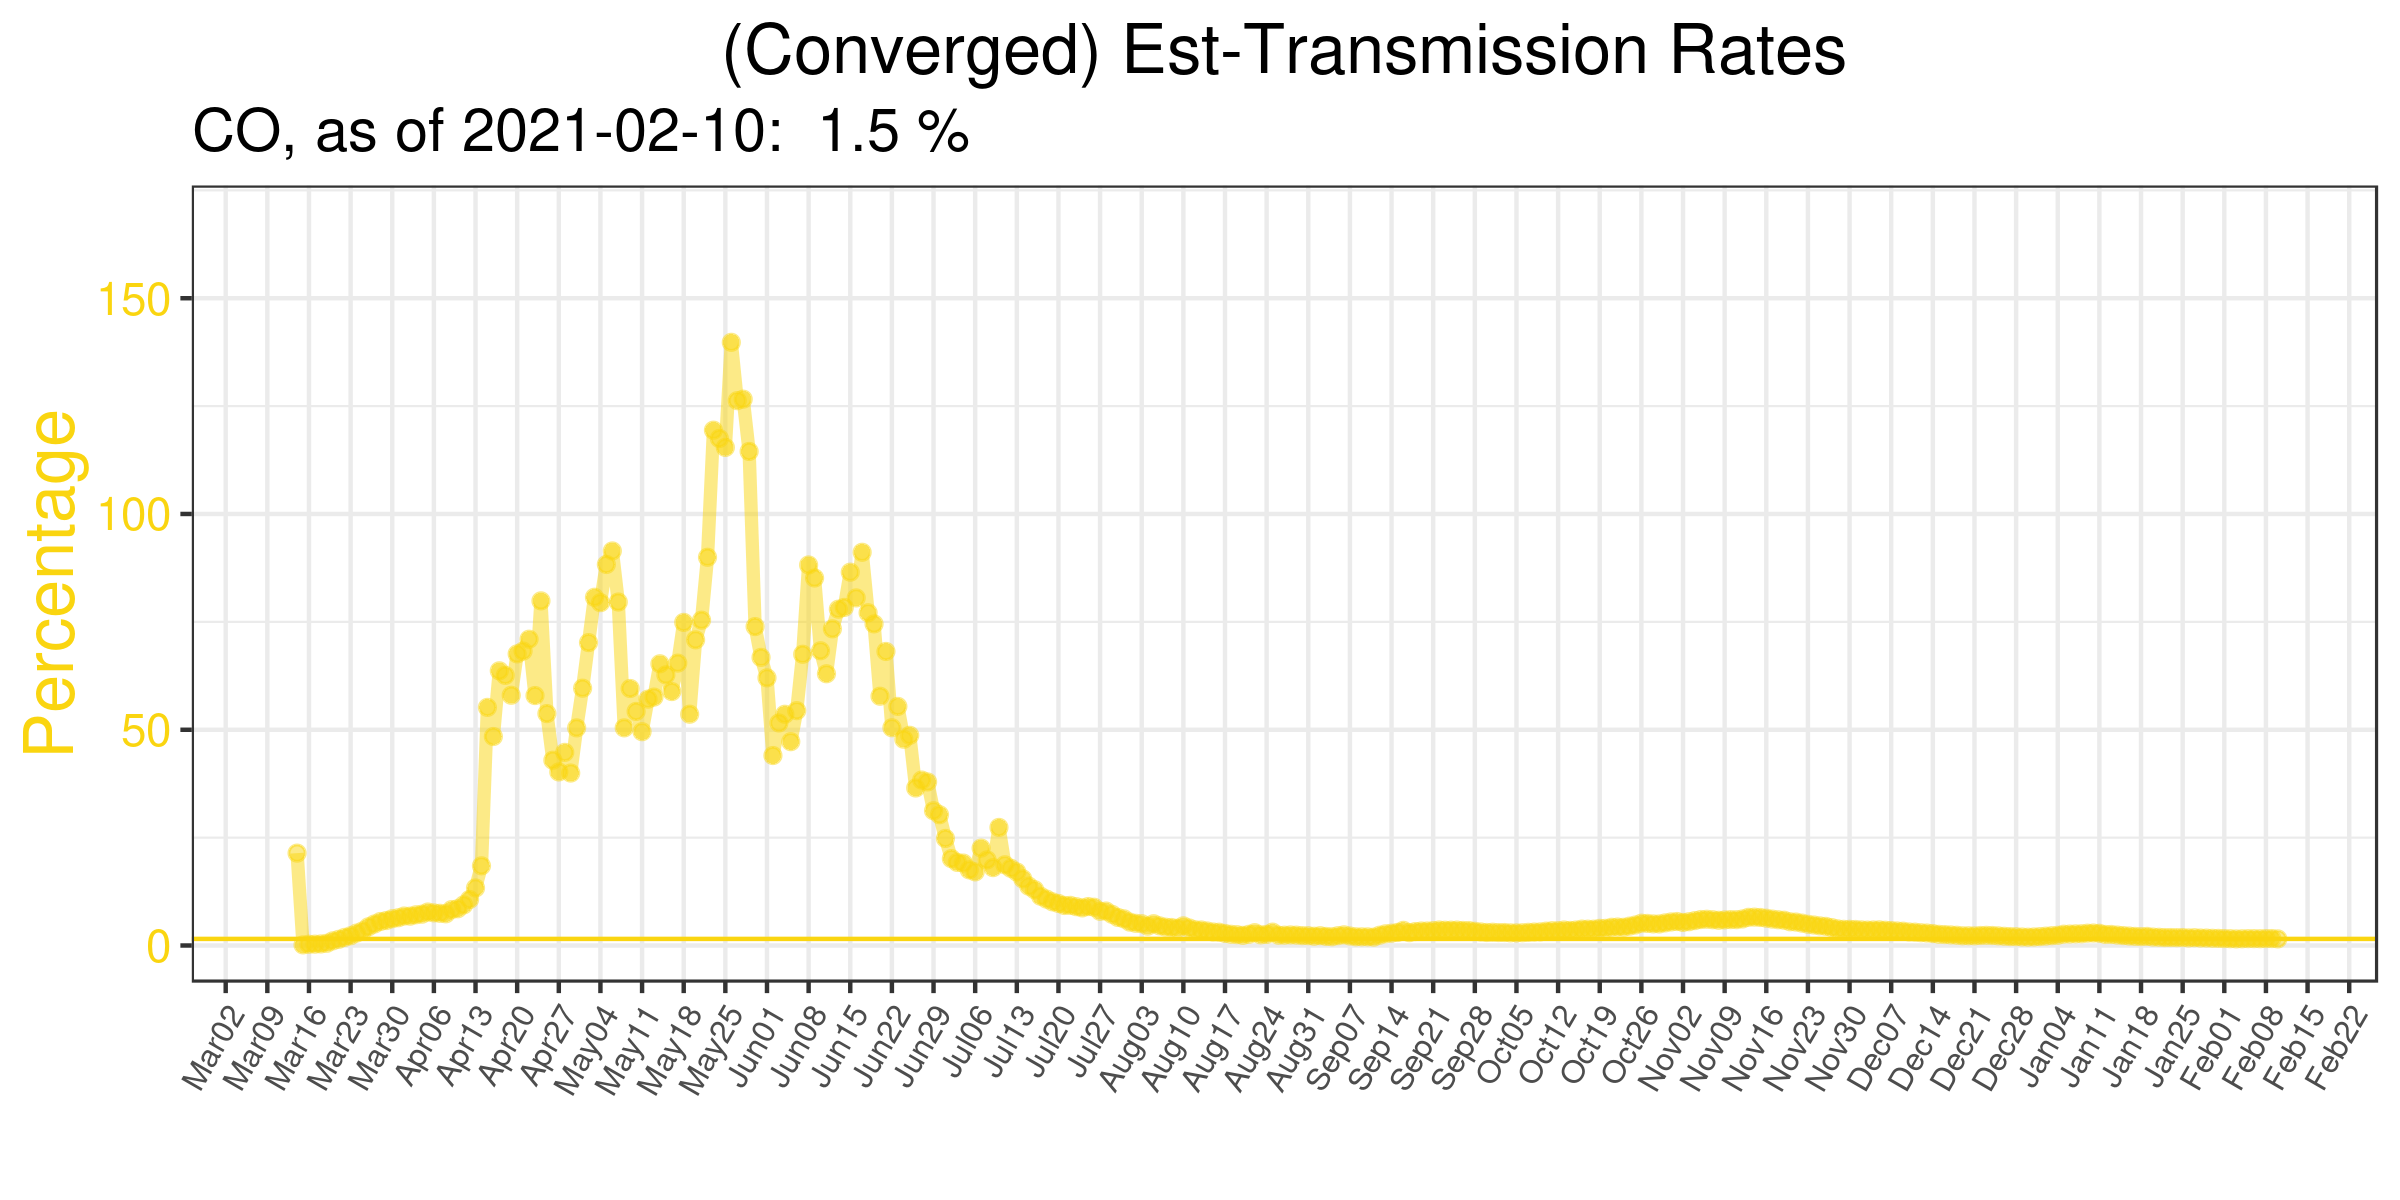 (Converged) Est-Transmission Rates
CO, as of 2021-02-10:  1.5 %
Percentage
150
100
50
0
Mar02
Mar09
Mar16
Mar23
Mar30
Apr06
Apr13
Apr20
Apr27
May04
May11
May18
May25
Jun01
Jun08
Jun15
Jun22
Jun29
Jul06
Jul13
Jul20
Jul27
Aug03
Aug10
Aug17
Aug24
Aug31
Sep07
Sep14
Sep21
Sep28
Oct05
Oct12
Oct19
Oct26
Nov02
Nov09
Nov16
Nov23
Nov30
Dec07
Dec14
Dec21
Dec28
Jan04
Jan11
Jan18
Jan25
Feb01
Feb08
Feb15
Feb22